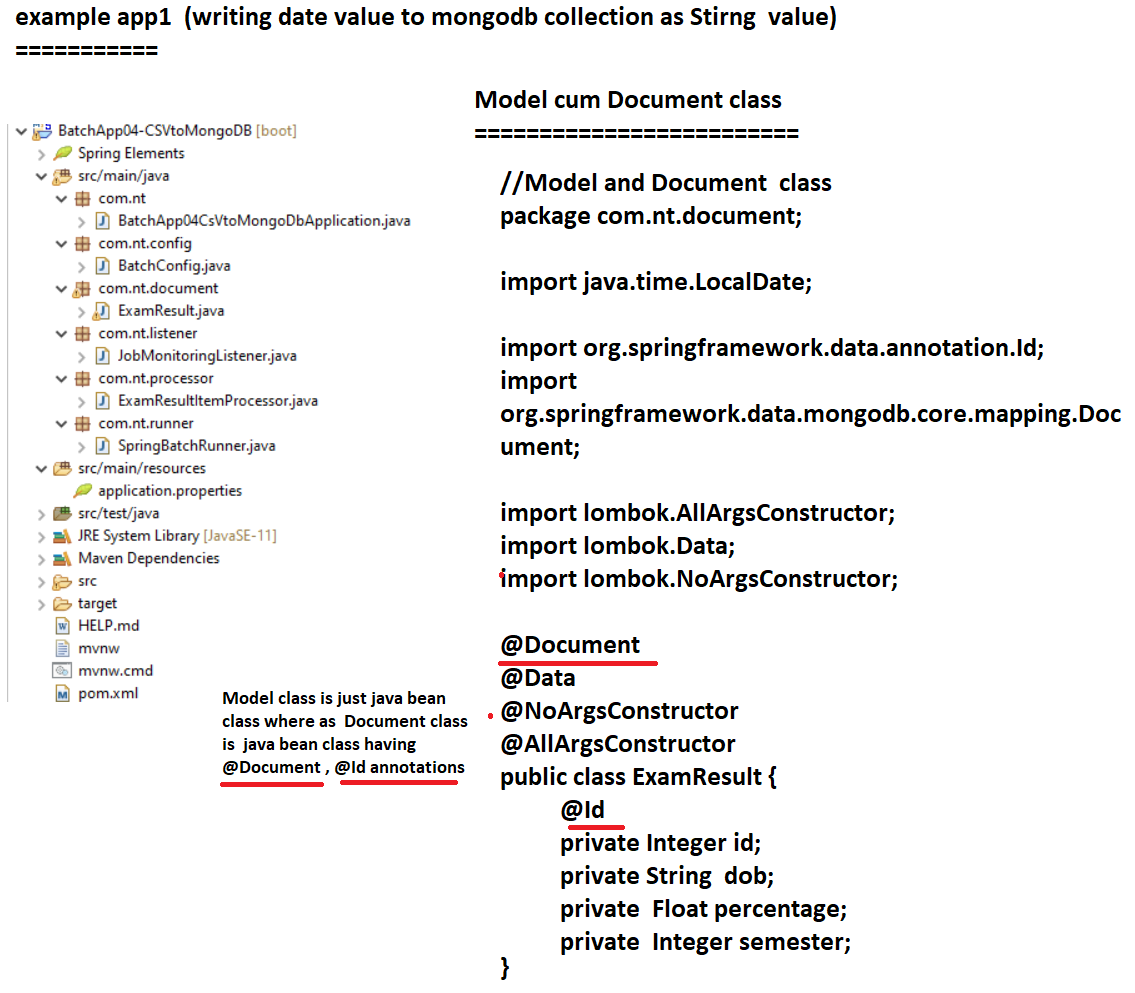 example app1 (writing date value to mongodb collection as Stirng value)
===========
BatchApp04-CSVtoMongoDB [boot]
Spring Elements
src/main/java
com.nt
BatchApp04CsVtoMongoDbApplication.java
com.nt.config
BatchConfig.java
com.nt.document
ExamResult.java
com.nt.listener
JobMonitoringListener.java
com.nt.processor
ExamResultItemProcessor.java
com.nt.runner
SpringBatchRunner.java
src/main/resources
application.properties
src/test/java
JRE System Library [JavaSE-11]
Maven Dependencies
src
target
HELP.md
mvnw
mvnw.cmd
pom.xml
Model class is just java bean
class where as Document class
is java bean class having
@Document , @Id annotations
Model cum Document class
=========================
//Model and Document class
package com.nt.document;
import java.time.LocalDate;
import org.springframework.data.annotation.Id;
import
org.springframework.data.mongodb.core.mapping.Doc
ument;
import lombok.AllArgsConstructor;
import lombok.Data;
import lombok.NoArgsConstructor;
@Document
@Data
@NoArgsConstructor
@AllArgsConstructor
public class ExamResult {
@Id
private Integer id;
private String dob;
private Float percentage;
private Integer semester;
}